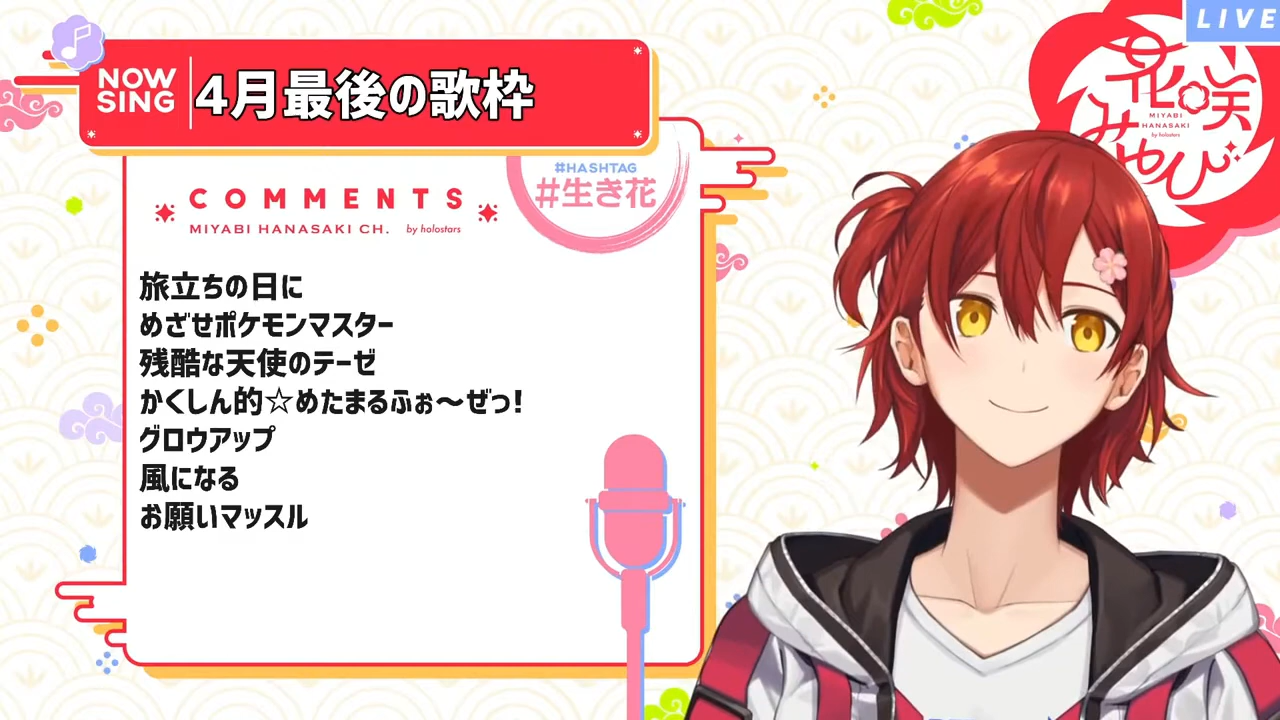 NOW SING
4月最後の歌枠
LIVE
花咲みやび
MIYABI
HANASAKI
by holostars
#HASHTAG
#生き花
COMMENTS
MIYABI HANASAKI CH. by holostars
旅立ちの日に
めざせポケモンマスター
残酷な天使のテーゼ
かくしん的☆めたまるふぉ～ぜっ!
グロウアップ
風になる
お願いマッスル